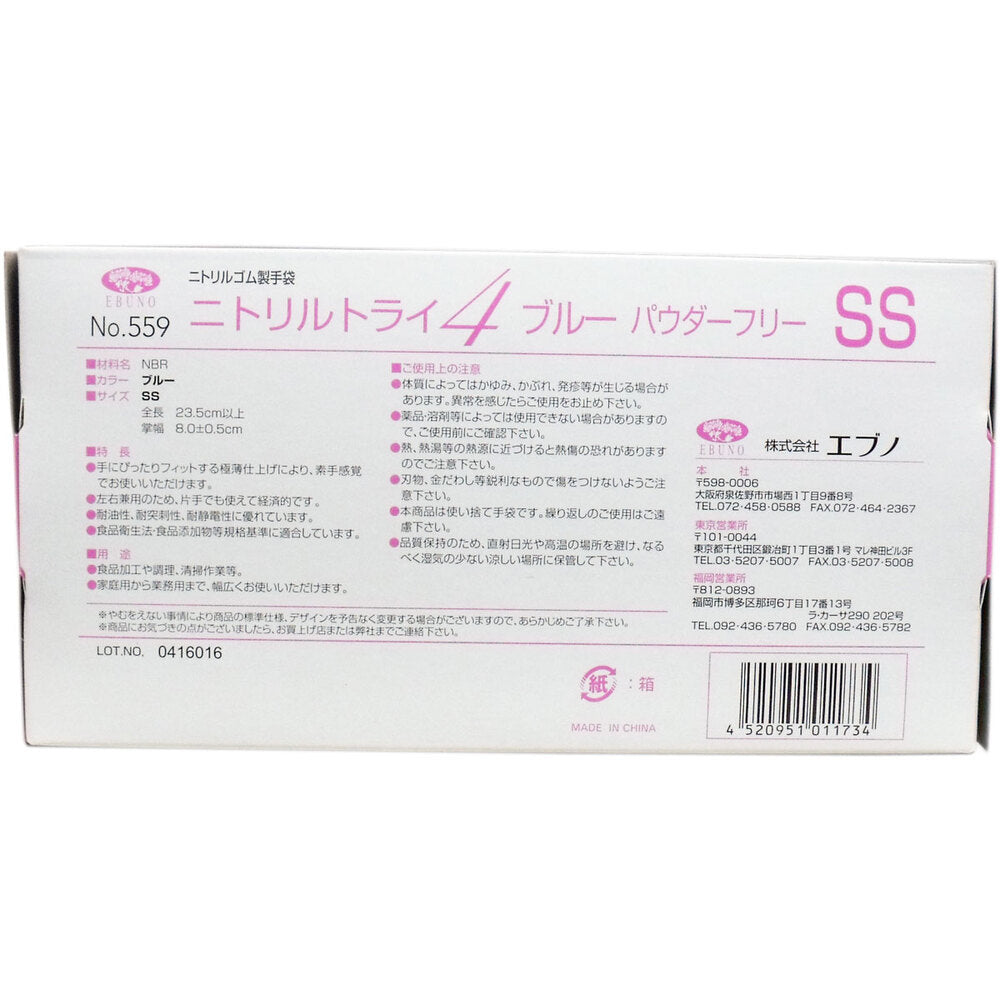 EBUNO
ニトリルゴム製手袋
No.559 ニトリルトライ4 ブルー パウダーフリー SS
■材料名 NBR
■カラー ブルー
■サイズ SS
全長 23.5cm以上
掌幅 8.0±0.5cm
■特長
●手にぴったりフィットする極薄仕上げにより、素手感覚
でお使いいただけます。
●左右兼用のため、片手でも使えて経済的です。
●耐油性、耐突刺性、耐静電性に優れています。
●食品衛生法・食品添加物等規格基準に適合しています。
■用途
●食品加工や調理、清掃作業等。
●家庭用から業務用まで、幅広くお使いいただけます。
■ご使用上の注意
●体質によってはかゆみ、かぶれ、発疹等が生じる場合が
あります。異常を感じたらご使用をお止め下さい。
●薬品・溶剤等によっては使用できない場合がありますの
で、ご使用前にご確認下さい。
●熱、熱湯等の熱源に近づけると熱傷の恐れがあります
のでご注意下さい。
●刃物、金だわし等鋭利なもので傷をつけないようご注
意下さい。
●本商品は使い捨て手袋です。繰り返しのご使用はご遠
慮下さい。
●品質保持のため、直射日光や高温の場所を避け、なる
べく湿気の少ない涼しい場所に保管して下さい。
EBUNO
株式会社 エブノ
本社
〒598-0006
大阪府泉佐野市市場西1丁目9番8号
TEL.072-458-0588 FAX.072-464-2367
東京営業所
〒101-0044
東京都千代田区鍛冶町1丁目3番1号 マレ神田ビル3F
TEL.03-5207-5007 FAX.03-5207-5008
福岡営業所
〒812-0893
福岡市博多区那珂6丁目17番13号
ラ・カーサ290 202号
TEL.092-436-5780 FAX.092-436-5782
※やむをえない事情により商品の標準仕様、デザインを予告なく変更する場合がございますので、あらかじめご了承下さい。
※商品にお気づきの点がございましたら、お買上げ店または弊社までご連絡下さい。
LOT.NO. 0416016
紙:箱
MADE IN CHINA
4 520951 011734